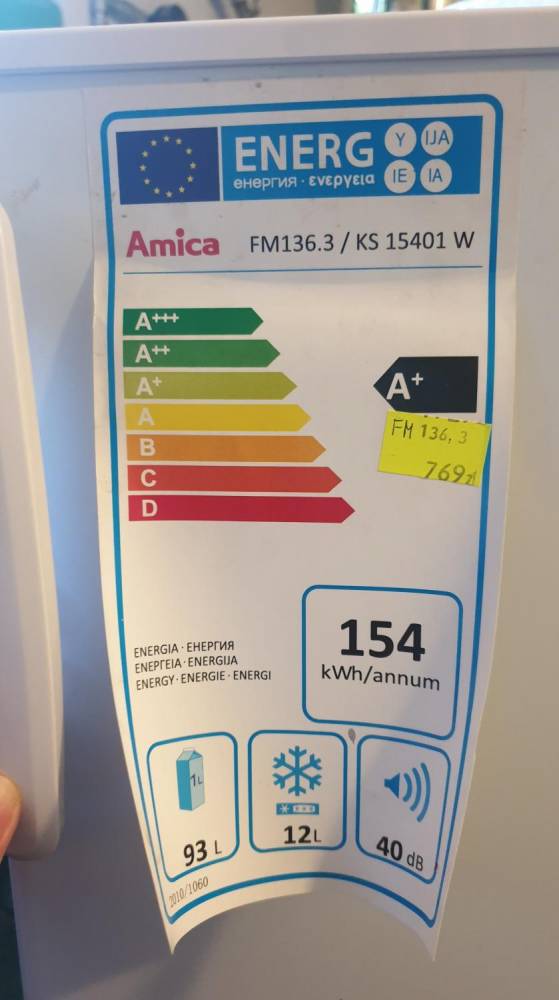 ENERG
енергия · ενεργεια
Y IJA
IE IA
Amica FM136.3 / KS 15401 W
A+++
A++
A+
A
B
C
D
A+
FM 136,3
769zł
ENERGIA · ЕНЕРГИЯ
ΕΝΕΡΓΕΙΑ · ENERGIJA
ENERGY · ENERGIE · ENERGI
154
kWh/annum
1L
93 L
12L
40 dB
2010/1060